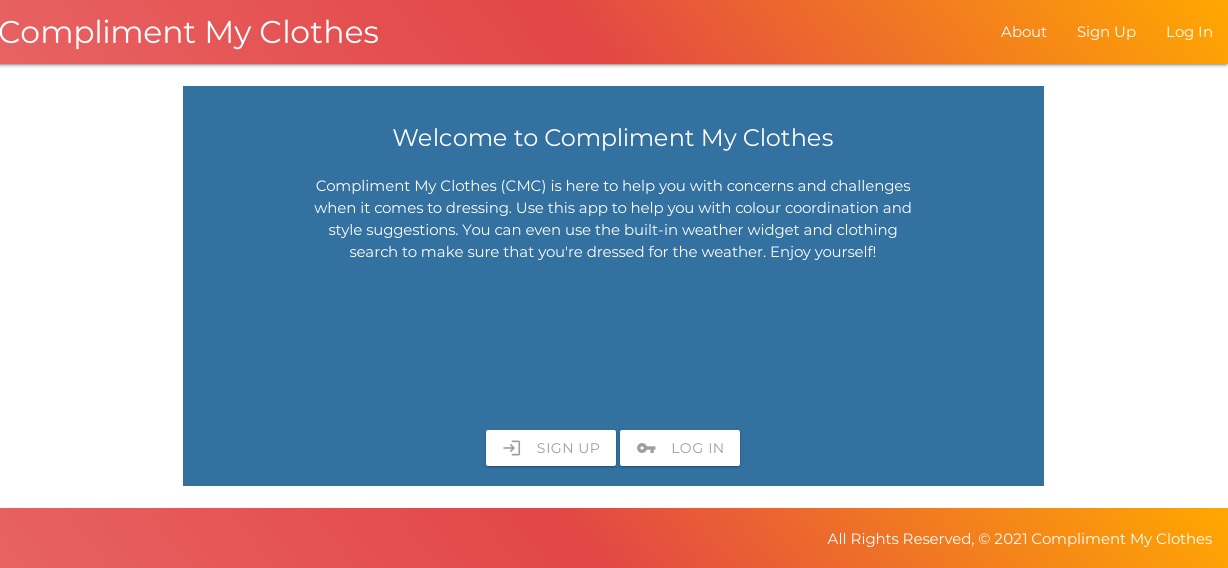 Compliment My Clothes
About Sign Up Log In
Welcome to Compliment My Clothes
Compliment My Clothes (CMC) is here to help you with concerns and challenges
when it comes to dressing. Use this app to help you with colour coordination and
style suggestions. You can even use the built-in weather widget and clothing
search to make sure that you're dressed for the weather. Enjoy yourself!
SIGN UP LOG IN
All Rights Reserved, © 2021 Compliment My Clothes